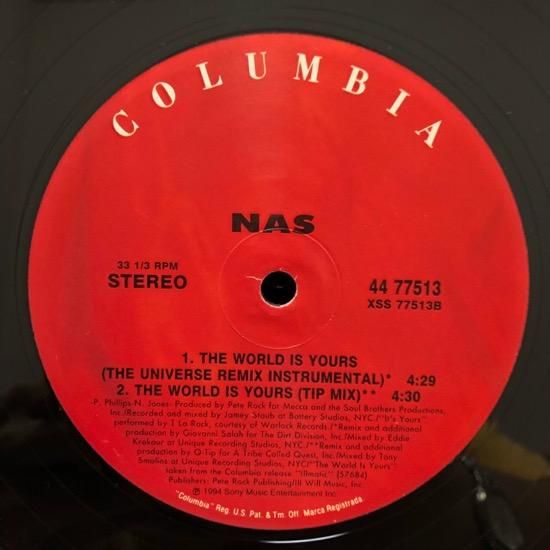 COLUMBIA
NAS
33 1/3 RPM
STEREO
44 77513
XSS 77513B
1. THE WORLD IS YOURS
(THE UNIVERSE REMIX INSTRUMENTAL)* 4:29
2. THE WORLD IS YOURS (TIP MIX)** 4:30
-P. Phillips-N. Jones- Produced by Pete Rock for Mecca and the Soul Brothers Productions,
Inc./Recorded and mixed by Jamey Staub at Battery Studios, NYC./"It's Yours"
performed by T La Rock, courtesy of Warlock Records./*Remix and additional
production by Giovanni Salah for The Dirt Division, Inc./Mixed by Eddie
at Unique Recording Studios, NYC./**Remix and additional
production by Q-Tip for A Tribe Called Quest, Inc./Mixed by Tony
Smalios at Unique Recording Studios, NYC/"The World Is Yours"
taken from the Columbia release "Illmatic" (57684)
Publishers: Pete Rock Publishing/Ill Will Music, Inc.
℗ 1994 Sony Music Entertainment Inc.
"Columbia" Reg. U.S. Pat. & Tm. Off. Marca Registrada.